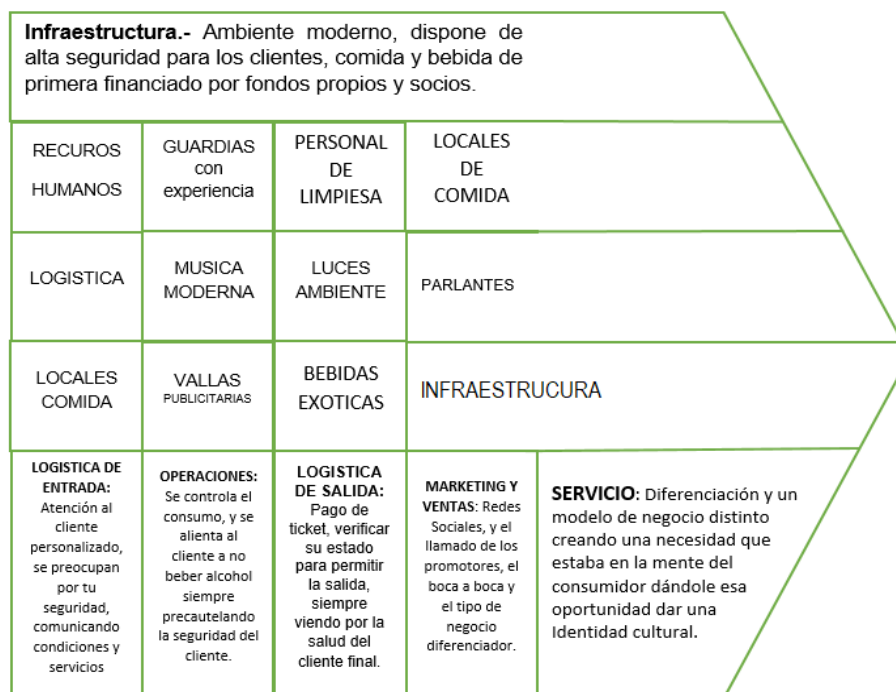 Infraestructura.- Ambiente moderno, dispone de
alta seguridad para los clientes, comida y bebida de
primera financiado por fondos propios y socios.
RECUROS
HUMANOS
GUARDIAS
con
experiencia
PERSONAL
DE
LIMPIESA
LOCALES
DE
COMIDA
LOGISTICA
MUSICA
MODERNA
LUCES
AMBIENTE
PARLANTES
LOCALES
COMIDA
VALLAS
PUBLICITARIAS
BEBIDAS
EXOTICAS
INFRAESTRUCURA
LOGISTICA DE
ENTRADA:
Atención al
cliente
personalizado,
se preocupan
por tu
seguridad,
comunicando
condiciones y
servicios
OPERACIONES:
Se controla el
consumo, y se
alienta al
cliente a no
beber alcohol
siempre
precautelando
la seguridad del
cliente.
LOGISTICA
DE SALIDA:
Pago de
ticket, verificar
su estado
para permitir
la salida,
siempre
viendo por la
salud del
cliente final.
MARKETING Y
VENTAS: Redes
Sociales, y el
llamado de los
promotores, el
boca a boca y
el tipo de
negocio
diferenciador.
SERVICIO: Diferenciación y un
modelo de negocio distinto
creando una necesidad que
estaba en la mente del
consumidor dándole esa
oportunidad dar una
Identidad cultural.